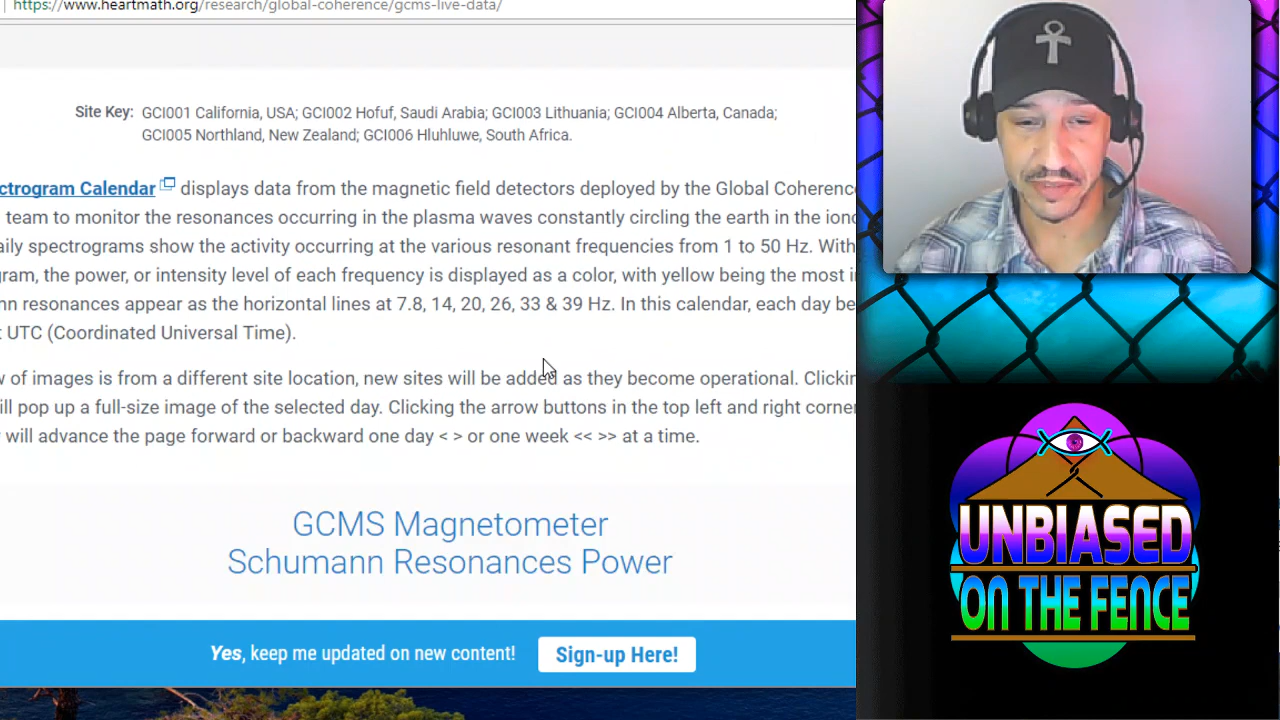 https://www.heartmath.org/research/global-coherence/gcms-live-data/
Site Key: GCI001 California, USA; GCI002 Hofuf, Saudi Arabia; GCI003 Lithuania; GCI004 Alberta, Canada;
GCI005 Northland, New Zealand; GCI006 Hluhluwe, South Africa.
ctrogram Calendar displays data from the magnetic field detectors deployed by the Global Coherence
team to monitor the resonances occurring in the plasma waves constantly circling the earth in the iono
aily spectrograms show the activity occurring at the various resonant frequencies from 1 to 50 Hz. With
gram, the power, or intensity level of each frequency is displayed as a color, with yellow being the most i
nn resonances appear as the horizontal lines at 7.8, 14, 20, 26, 33 & 39 Hz. In this calendar, each day be
t UTC (Coordinated Universal Time).
w of images is from a different site location, new sites will be added as they become operational. Clickin
ill pop up a full-size image of the selected day. Clicking the arrow buttons in the top left and right corner
will advance the page forward or backward one day < > or one week << >> at a time.
GCMS Magnetometer
Schumann Resonances Power
Yes, keep me updated on new content! Sign-up Here!
UNBIASED
ON THE FENCE